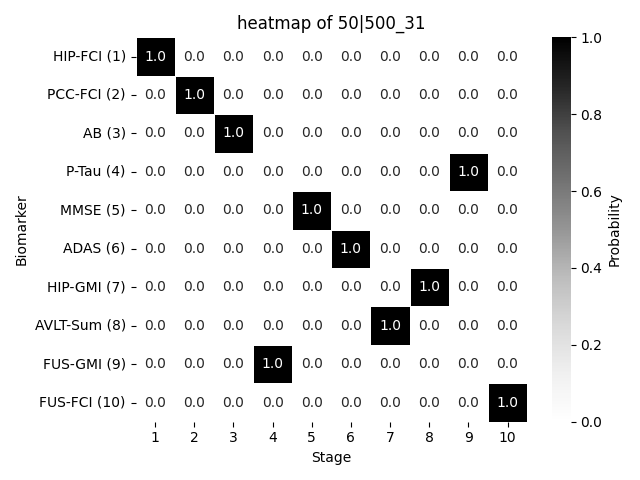 heatmap of 50|500_31
HIP-FCI (1) 1.0 0.0 0.0 0.0 0.0 0.0 0.0 0.0 0.0 0.0
PCC-FCI (2) 0.0 1.0 0.0 0.0 0.0 0.0 0.0 0.0 0.0 0.0
AB (3) 0.0 0.0 1.0 0.0 0.0 0.0 0.0 0.0 0.0 0.0
P-Tau (4) 0.0 0.0 0.0 0.0 0.0 0.0 0.0 0.0 1.0 0.0
MMSE (5) 0.0 0.0 0.0 0.0 1.0 0.0 0.0 0.0 0.0 0.0
ADAS (6) 0.0 0.0 0.0 0.0 0.0 1.0 0.0 0.0 0.0 0.0
HIP-GMI (7) 0.0 0.0 0.0 0.0 0.0 0.0 0.0 1.0 0.0 0.0
AVLT-Sum (8) 0.0 0.0 0.0 0.0 0.0 0.0 1.0 0.0 0.0 0.0
FUS-GMI (9) 0.0 0.0 0.0 1.0 0.0 0.0 0.0 0.0 0.0 0.0
FUS-FCI (10) 0.0 0.0 0.0 0.0 0.0 0.0 0.0 0.0 0.0 1.0
1 2 3 4 5 6 7 8 9 10
Stage
Biomarker
1.0
0.8
0.6
0.4
0.2
0.0
Probability